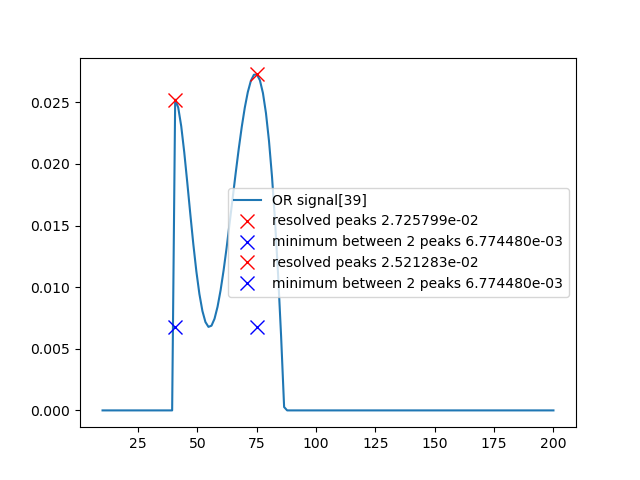 0.025
0.020
0.015
0.010
0.005
0.000
OR signal[39]
resolved peaks 2.725799e-02
minimum between 2 peaks 6.774480e-03
resolved peaks 2.521283e-02
minimum between 2 peaks 6.774480e-03
25 50 75 100 125 150 175 200